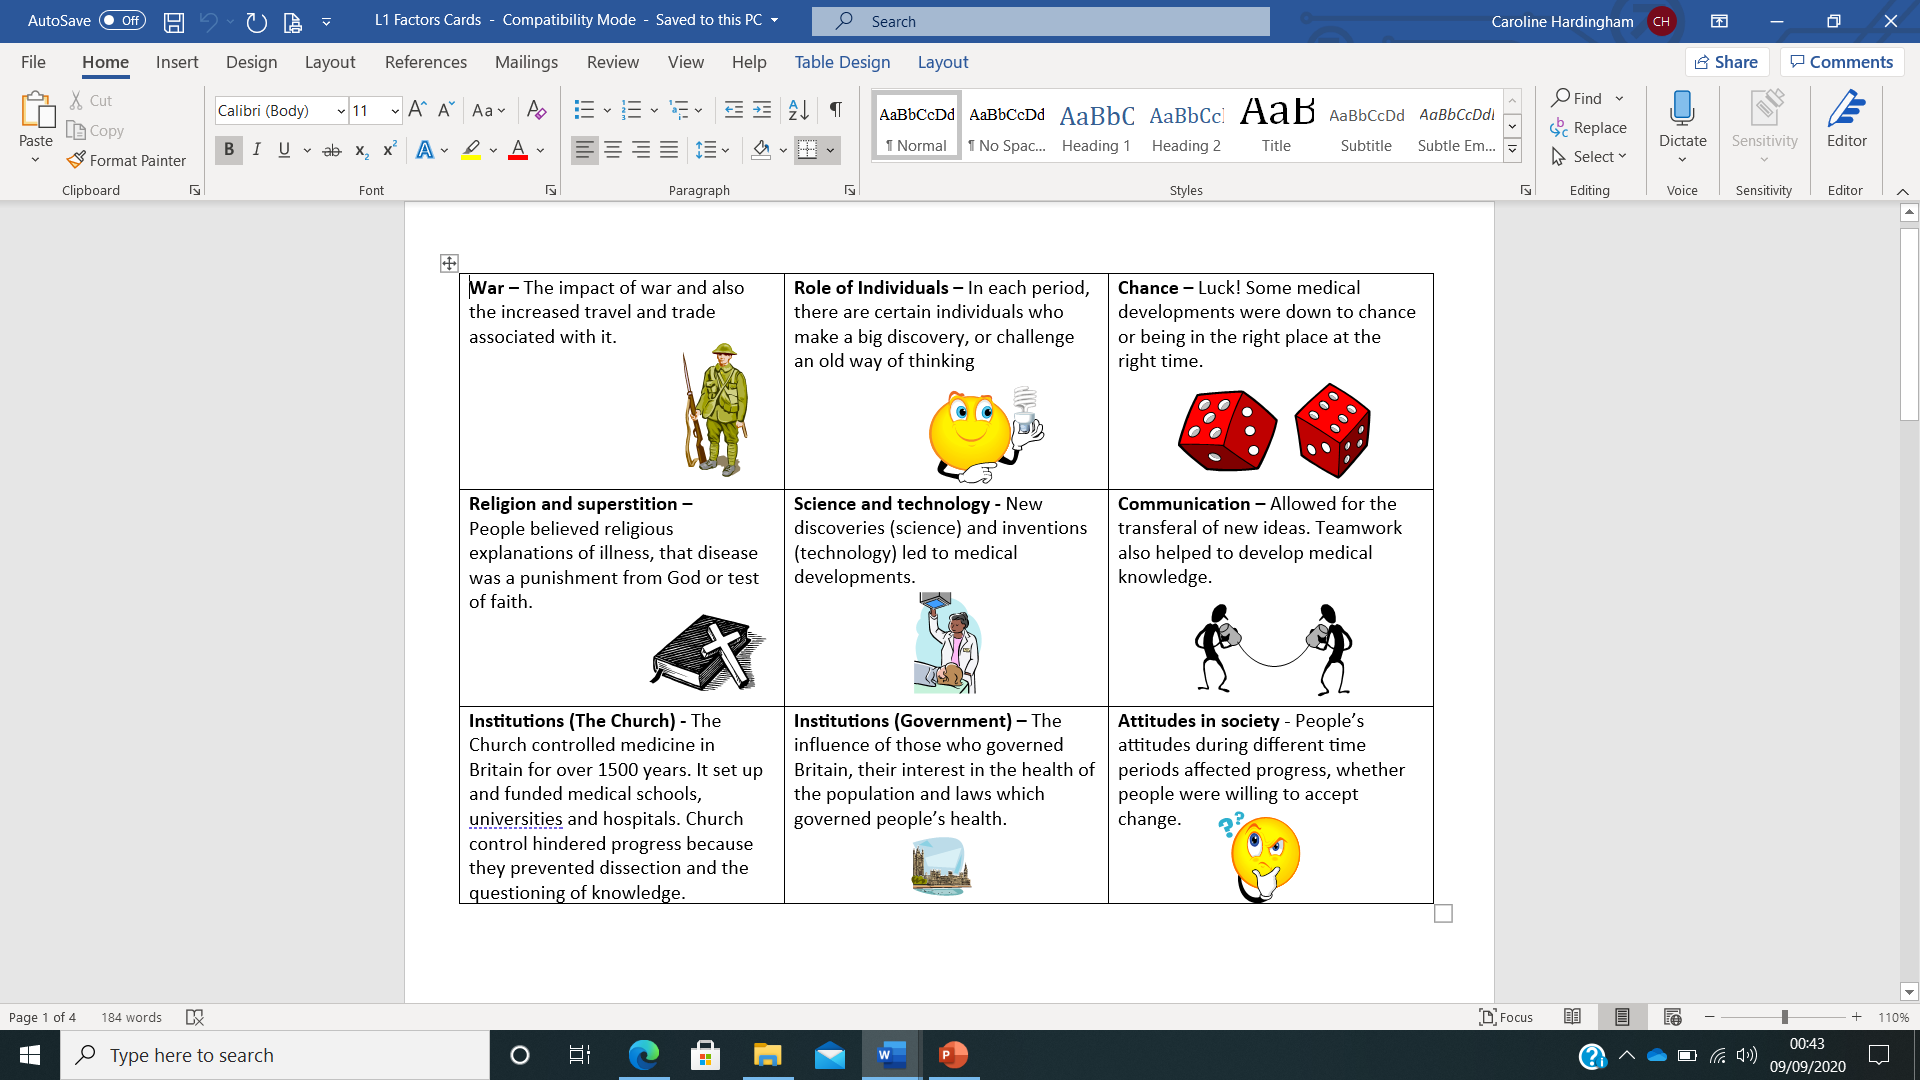 AutoSave Off
L1 Factors Cards - Compatibility Mode - Saved to this PC
Search
Caroline Hardingham CH
File Home Insert Design Layout References Mailings Review View Help Table Design Layout
Share Comments
Paste
Cut
Copy
Format Painter
Clipboard
Calibri (Body) 11
Font
Paragraph
AaBbCcDd AaBbCcDd AaBbC AaBbCc AaB AaBbCcDd AaBbCcDd
¶ Normal ¶ No Spac... Heading 1 Heading 2 Title Subtitle Subtle Em...
Styles
Find
Replace
Select
Editing
Dictate
Voice
Sensitivity
Sensitivity
Editor
Editor
War – The impact of war and also
the increased travel and trade
associated with it.
Role of Individuals – In each period,
there are certain individuals who
make a big discovery, or challenge
an old way of thinking
Chance – Luck! Some medical
developments were down to chance
or being in the right place at the
right time.
Religion and superstition –
People believed religious
explanations of illness, that disease
was a punishment from God or test
of faith.
Science and technology - New
discoveries (science) and inventions
(technology) led to medical
developments.
Communication – Allowed for the
transferal of new ideas. Teamwork
also helped to develop medical
knowledge.
Institutions (The Church) - The
Church controlled medicine in
Britain for over 1500 years. It set up
and funded medical schools,
universities and hospitals. Church
control hindered progress because
they prevented dissection and the
questioning of knowledge.
Institutions (Government) – The
influence of those who governed
Britain, their interest in the health of
the population and laws which
governed people’s health.
Attitudes in society - People’s
attitudes during different time
periods affected progress, whether
people were willing to accept
change.
??
Page 1 of 4 184 words
Focus
110%
Type here to search
00:43
09/09/2020